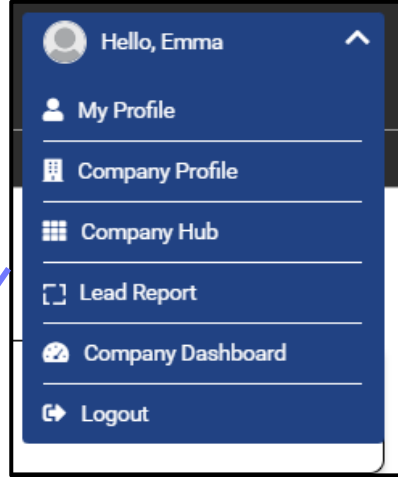 Hello, Emma
My Profile
Company Profile
Company Hub
Lead Report
Company Dashboard
Logout